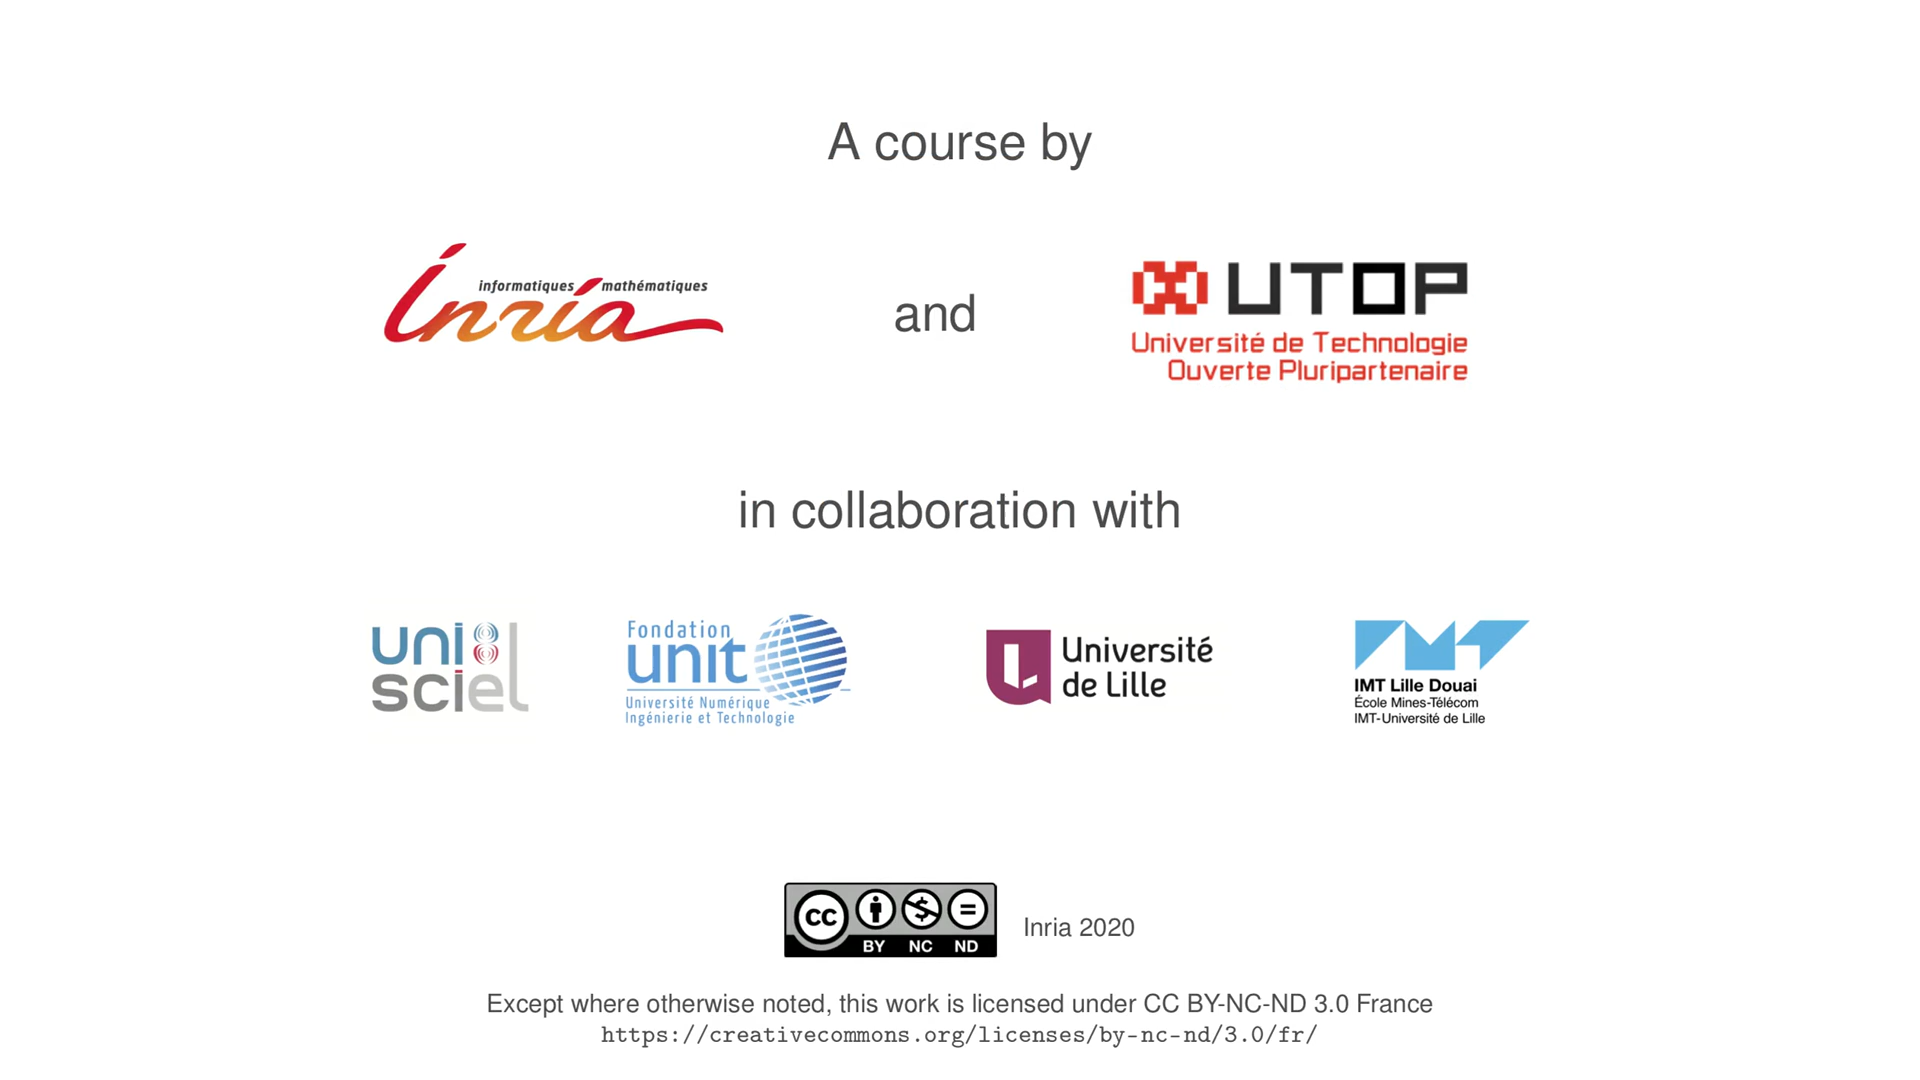 A course by
informatiques mathématiques
Inria
and
UTOP
Université de Technologie
Ouverte Pluripartenaire
in collaboration with
uni
sciel
Fondation
unit
Université Numérique
Ingénierie et Technologie
Université
de Lille
IMT
IMT Lille Douai
École Mines-Télécom
IMT-Université de Lille
CC BY NC ND
Inria 2020
Except where otherwise noted, this work is licensed under CC BY-NC-ND 3.0 France
https://creativecommons.org/licenses/by-nc-nd/3.0/fr/